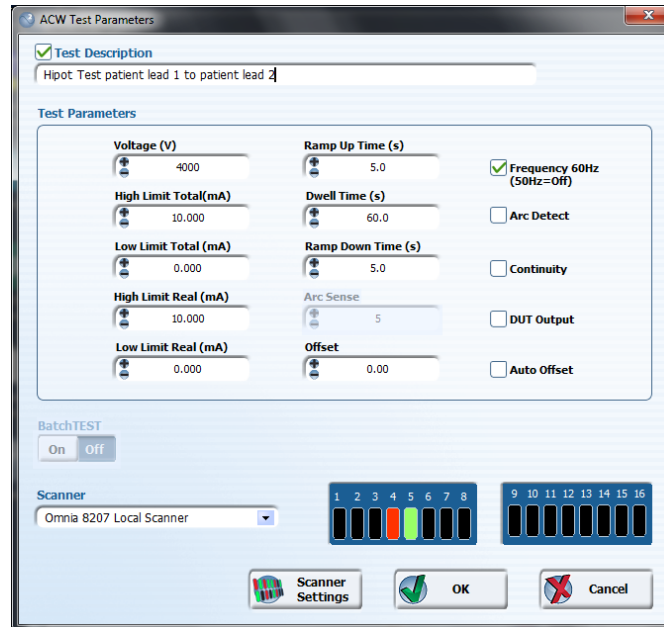 ACW Test Parameters
Test Description
Hipot Test patient lead 1 to patient lead 2
Test Parameters
Voltage (V)
4000
Ramp Up Time (s)
5.0
Frequency 60Hz
(50Hz=Off)
High Limit Total(mA)
10.000
Dwell Time (s)
60.0
Arc Detect
Low Limit Total (mA)
0.000
Ramp Down Time (s)
5.0
Continuity
High Limit Real (mA)
10.000
Arc Sense
5
DUT Output
Low Limit Real (mA)
0.000
Offset
0.00
Auto Offset
BatchTEST
On Off
Scanner
Omnia 8207 Local Scanner
1 2 3 4 5 6 7 8
9 10 11 12 13 14 15 16
Scanner
Settings
OK
Cancel